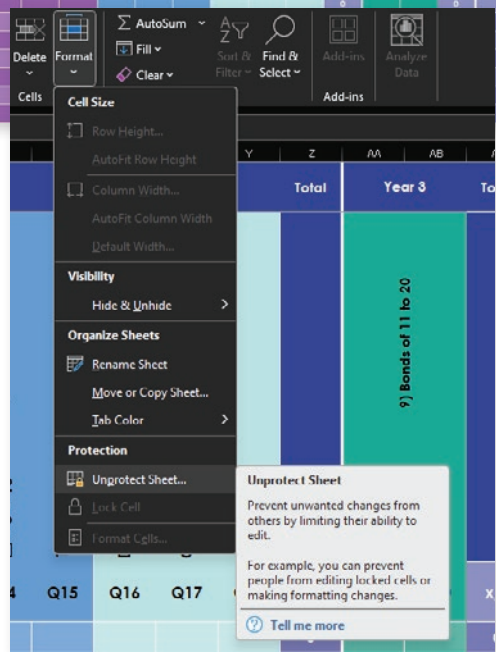 AutoSum
Fill
Clear
Delete
Format
Sort &
Filter
Find &
Select
Add-ins
Analyze
Data
Cells
Add-ins
Cell Size
Row Height...
AutoFit Row Height
Column Width...
AutoFit Column Width
Default Width...
Visibility
Hide & Unhide
Organize Sheets
Rename Sheet
Move or Copy Sheet...
Tab Color
Protection
Unprotect Sheet...
Lock Cell
Format Cells...
Y Z AA AB
Total Year 3
9) Bonds of 11 to 20
Unprotect Sheet
Prevent unwanted changes from
others by limiting their ability to
edit.
For example, you can prevent
people from editing locked cells or
making formatting changes.
Tell me more
Q15 Q16 Q17
X